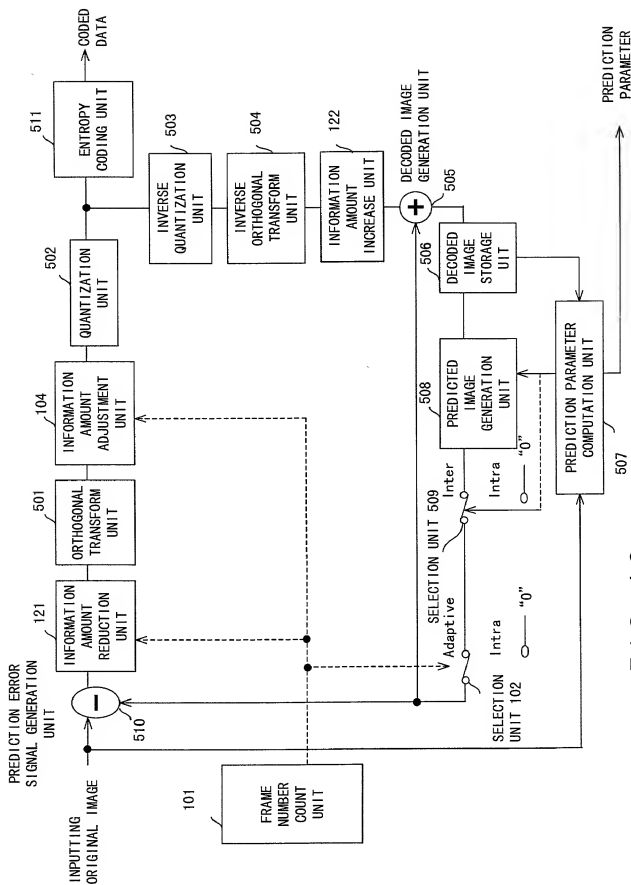 PREDICTION ERROR
SIGNAL GENERATION
UNIT
INPUTTING
ORIGINAL IMAGE
510
−
121
INFORMATION
AMOUNT
REDUCTION
UNIT
501
ORTHOGONAL
TRANSFORM
UNIT
104
INFORMATION
AMOUNT
ADJUSTMENT
UNIT
502
QUANTIZATION
UNIT
511
ENTROPY
CODING UNIT
CODED
DATA
503
INVERSE
QUANTIZATION
UNIT
504
INVERSE
ORTHOGONAL
TRANSFORM
UNIT
122
INFORMATION
AMOUNT
INCREASE UNIT
DECODED IMAGE
GENERATION UNIT
+
505
506
DECODED IMAGE
STORAGE
UIT
508
PREDICTED IMAGE
GENERATION
UNIT
SELECTION UNIT 509
Inter
Intra
"0"
Adaptive
Intra
"0"
SELECTION
UNIT 102
101
FRAME
NUMBER
COUNT
UNIT
PREDICTION PARAMETER
COMPUTATION UNIT
507
PREDICTION
PARAMETER